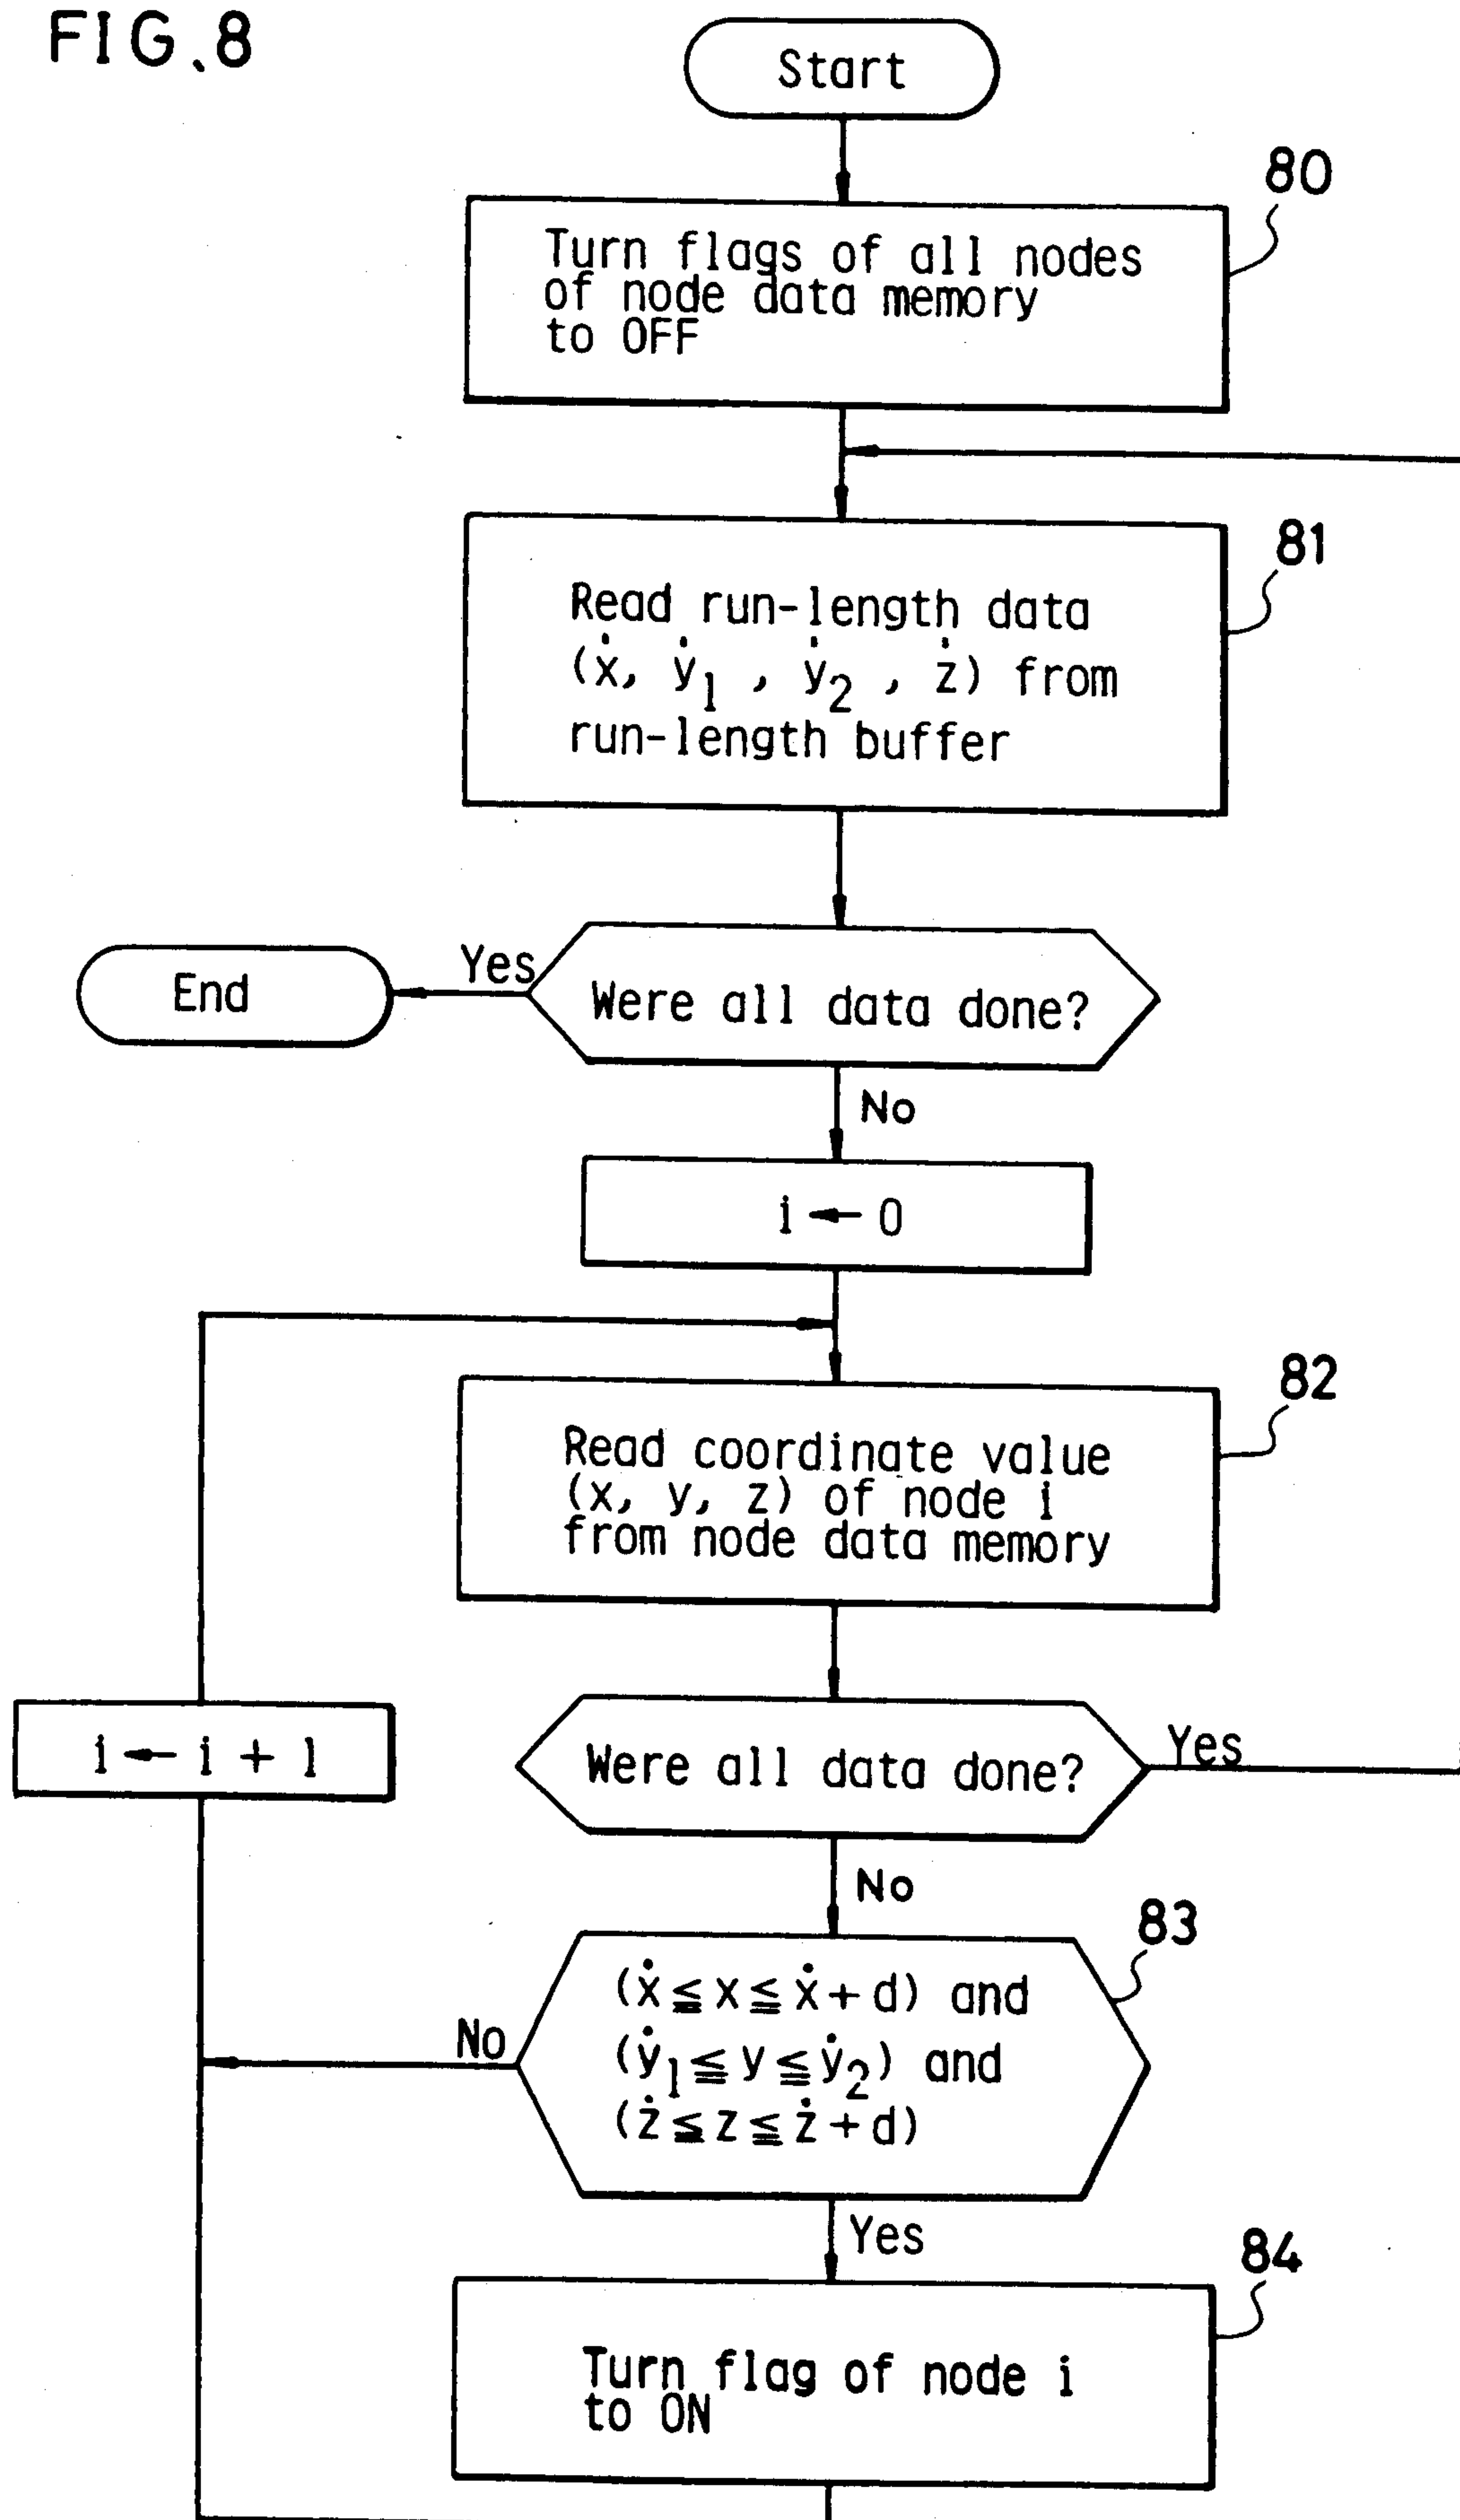 FIG.8
Start
80
Turn flags of all nodes
of node data memory
to OFF
81
Read run-length data
(ẋ, ẏ1 , ẏ2 , ż) from
run-length buffer
Yes
End
Were all data done?
No
i ← 0
82
Read coordinate value
(x, y, z) of node i
from node data memory
i ← i + 1
Were all data done?
Yes
No
83
(ẋ ≦ x ≦ ẋ + d) and
No
(ẏ1 ≦ y ≦ ẏ2) and
(ż ≦ z ≦ ż + d)
Yes
84
Turn flag of node i
to ON